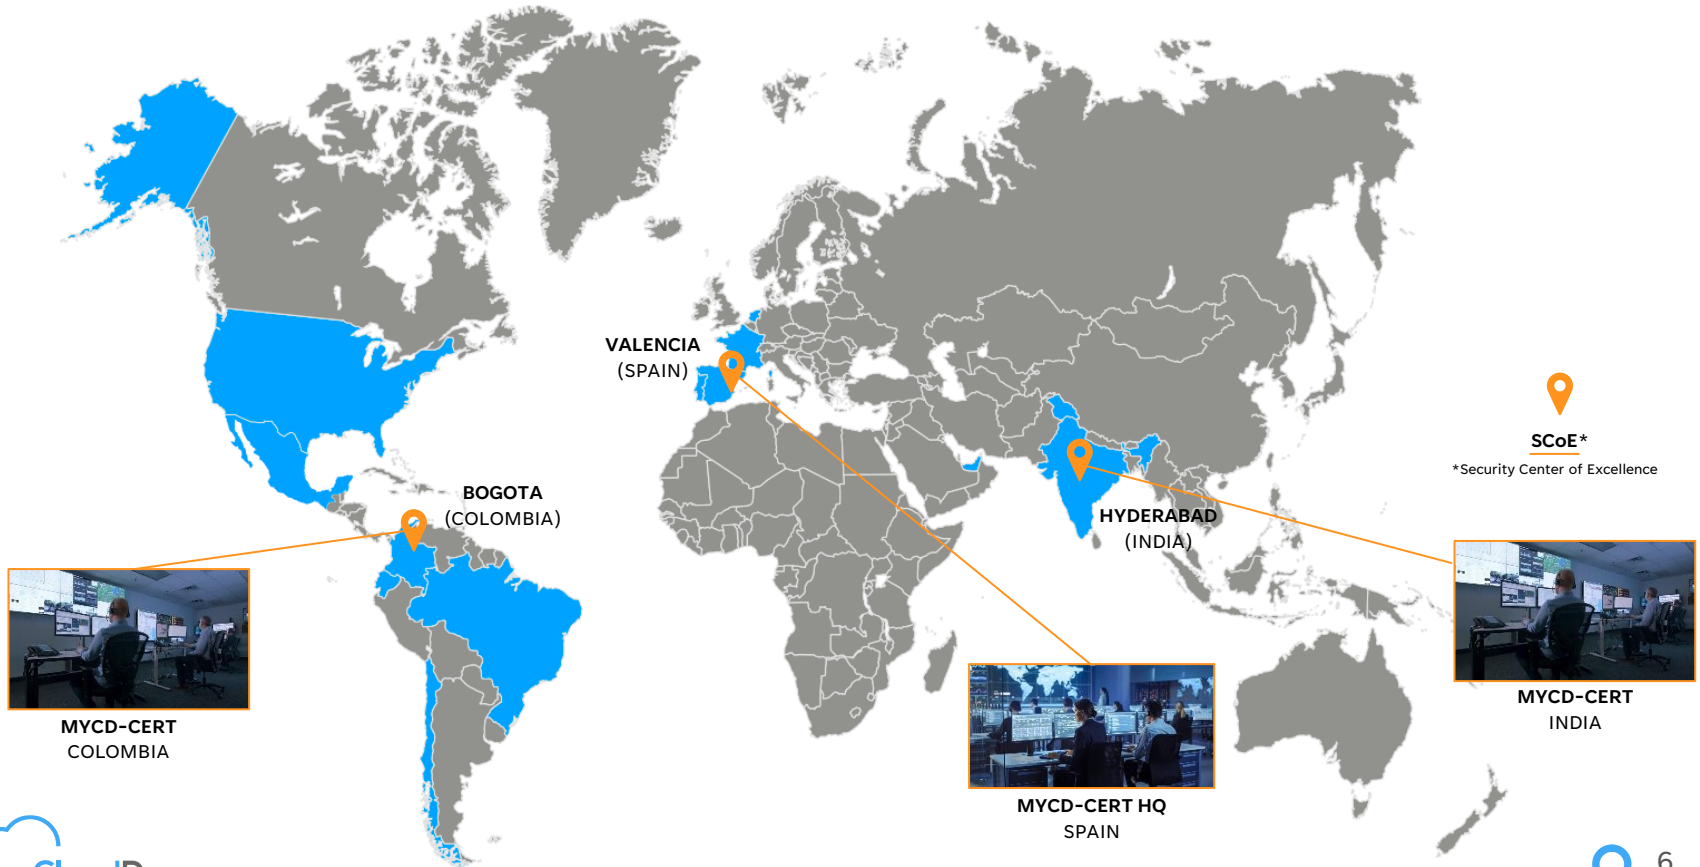 VALENCIA
(SPAIN)
BOGOTA
(COLOMBIA)
HYDERABAD
(INDIA)
SCoE*
*Security Center of Excellence
MYCD-CERT
COLOMBIA
MYCD-CERT HQ
SPAIN
MYCD-CERT
INDIA
6